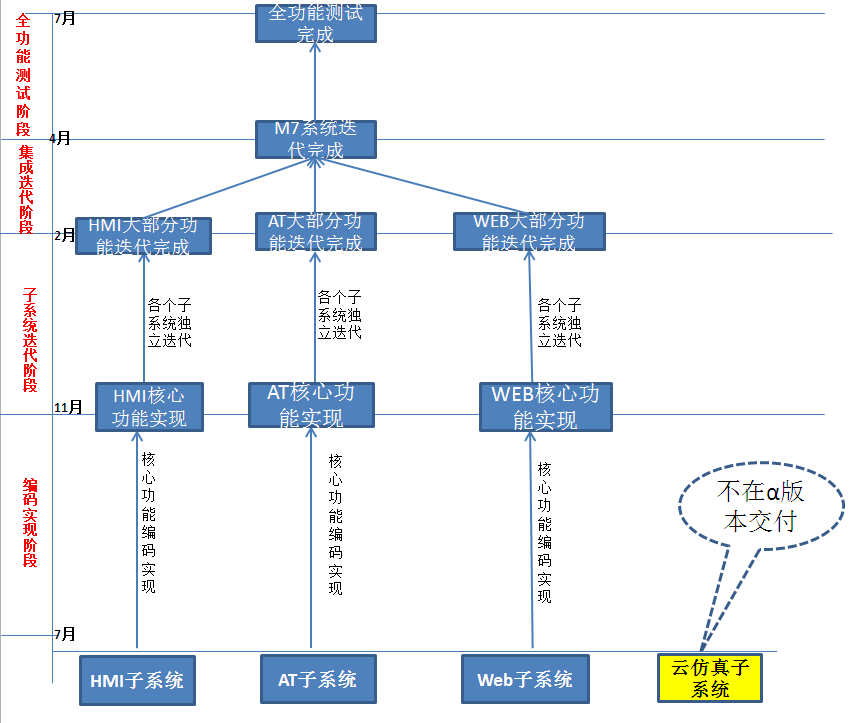 7月
全功能测试
完成
全功能测试阶段
4月
M7系统迭
代完成
集成迭代阶段
2月
HMI大部分功
能迭代完成
AT大部分功
能迭代完成
WEB大部分功
能迭代完成
子系统迭代阶段
各个子
系统独
立迭代
各个子
系统独
立迭代
各个子
系统独
立迭代
11月
HMI核心
功能实现
AT核心功
能实现
WEB核心功
能实现
编码实现阶段
核心功能编码实现
核心功能编码实现
核心功能编码实现
不在α版
本交付
7月
HMI子系统
AT子系统
Web子系统
云仿真子
系统